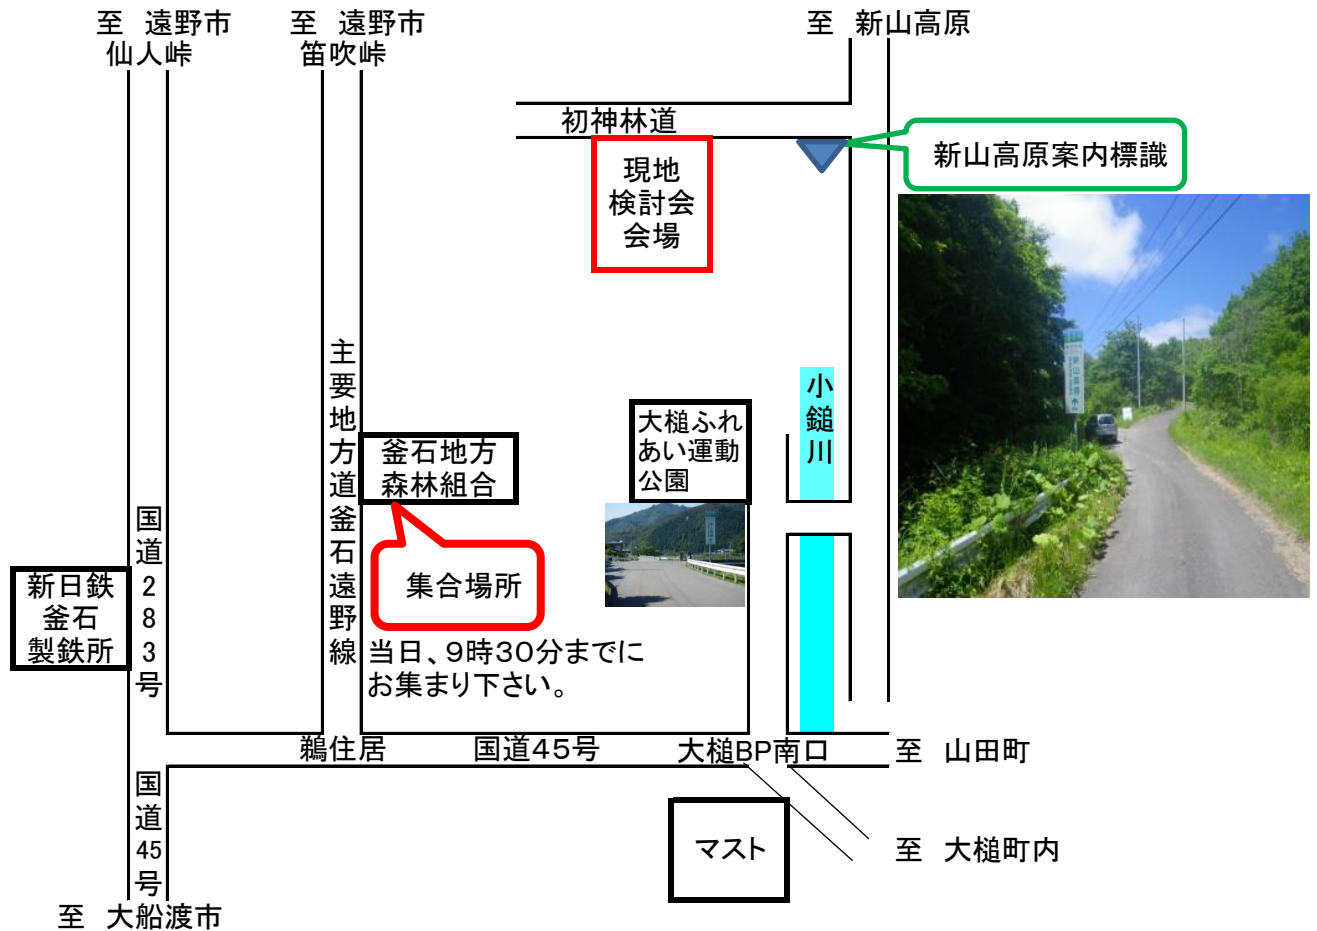 至　遠野市
仙人峠
至　遠野市
笛吹峠
至　新山高原
初神林道
現地
検討会
会場
新山高原案内標識
主要地方道釜石遠野線
小鎚川
大槌ふれ
あい運動
公園
釜石地方
森林組合
国道２８３号
新日鉄
釜石
製鉄所
集合場所
当日、９時３０分までに
お集まり下さい。
鵜住居
国道４５号
大槌BP南口
至　山田町
国道45号
マスト
至　大槌町内
至　大船渡市
新山高原